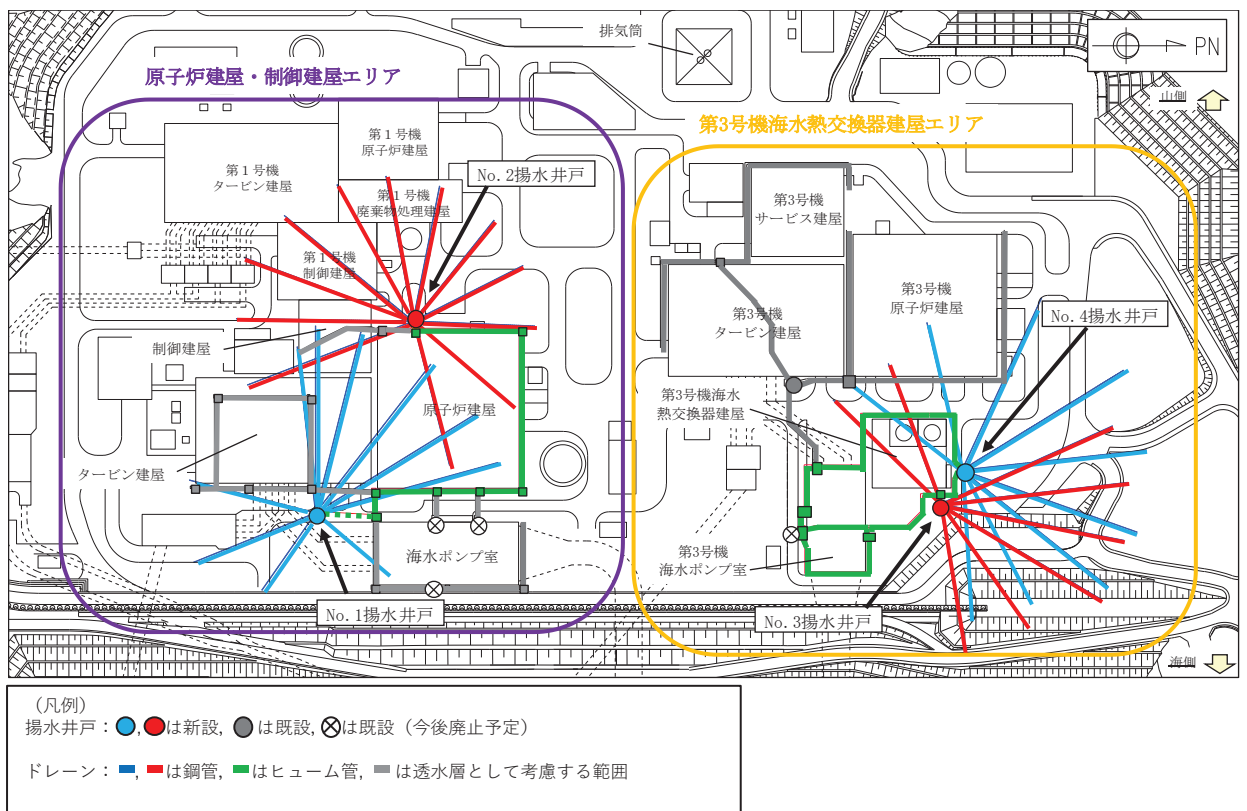 排気筒
PN
原子炉建屋・制御建屋エリア
山側
第3号機海水熱交換器建屋エリア
第１号機
原子炉建屋
第１号機
タービン建屋
No.2揚水井戸
第１号機
廃棄物処理建屋
第3号機
サービス建屋
第１号機
制御建屋
第3号機
原子炉建屋
第3号機
タービン建屋
No.4揚水井戸
制御建屋
第3号機海水
熱交換器建屋
原子炉建屋
タービン建屋
海水ポンプ室
第3号機
海水ポンプ室
No.1揚水井戸
No.3揚水井戸
海側
（凡例）
揚水井戸：●,●は新設, ●は既設, ⊗は既設（今後廃止予定）
ドレーン：━, ━は鋼管, ━はヒューム管, ━は透水層として考慮する範囲